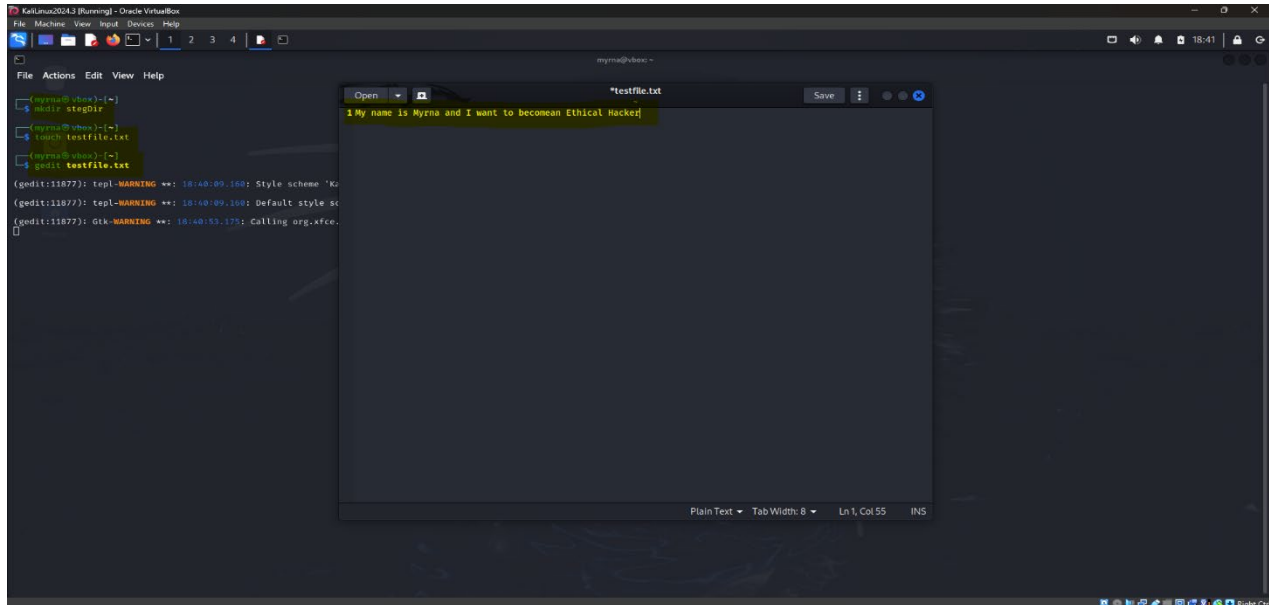 KaliLinux2024.3 [Running] - Oracle VirtualBox
File Machine View Input Devices Help
1 2 3 4
18:41
myrna@vbox: ~
File Actions Edit View Help
(myrna㉿vbox)-[~]
$ mkdir stegDir
(myrna㉿vbox)-[~]
$ touch testfile.txt
(myrna㉿vbox)-[~]
$ gedit testfile.txt
(gedit:11877): tepl-WARNING **: 18:40:09.160: Style scheme 'Ka
(gedit:11877): tepl-WARNING **: 18:40:09.160: Default style sc
(gedit:11877): Gtk-WARNING **: 18:40:53.175: Calling org.xfce.
Open *testfile.txt Save
1 My name is Myrna and I want to becomean Ethical Hacker
Plain Text Tab Width: 8 Ln 1, Col 55 INS
Right Ctrl